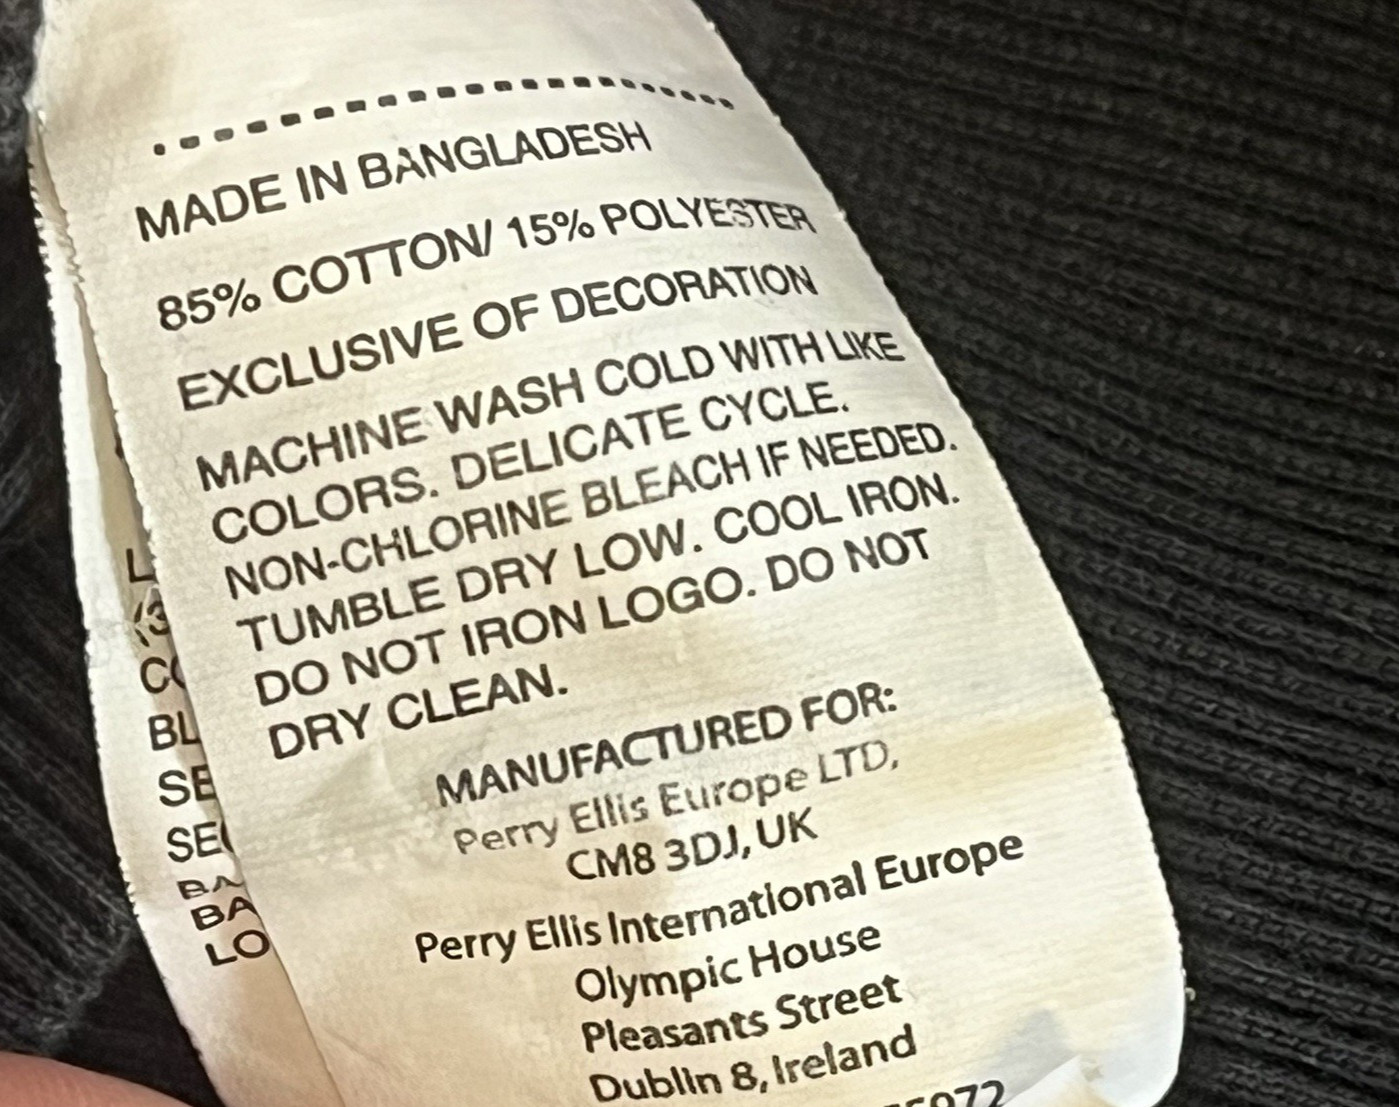 MADE IN BANGLADESH
85% COTTON/ 15% POLYESTER
EXCLUSIVE OF DECORATION
MACHINE WASH COLD WITH LIKE
COLORS. DELICATE CYCLE.
NON-CHLORINE BLEACH IF NEEDED.
TUMBLE DRY LOW. COOL IRON.
DO NOT IRON LOGO. DO NOT
DRY CLEAN.
MANUFACTURED FOR:
Perry Ellis Europe LTD,
CM8 3DJ, UK
Perry Ellis International Europe
Olympic House
Pleasants Street
Dublin 8, Ireland